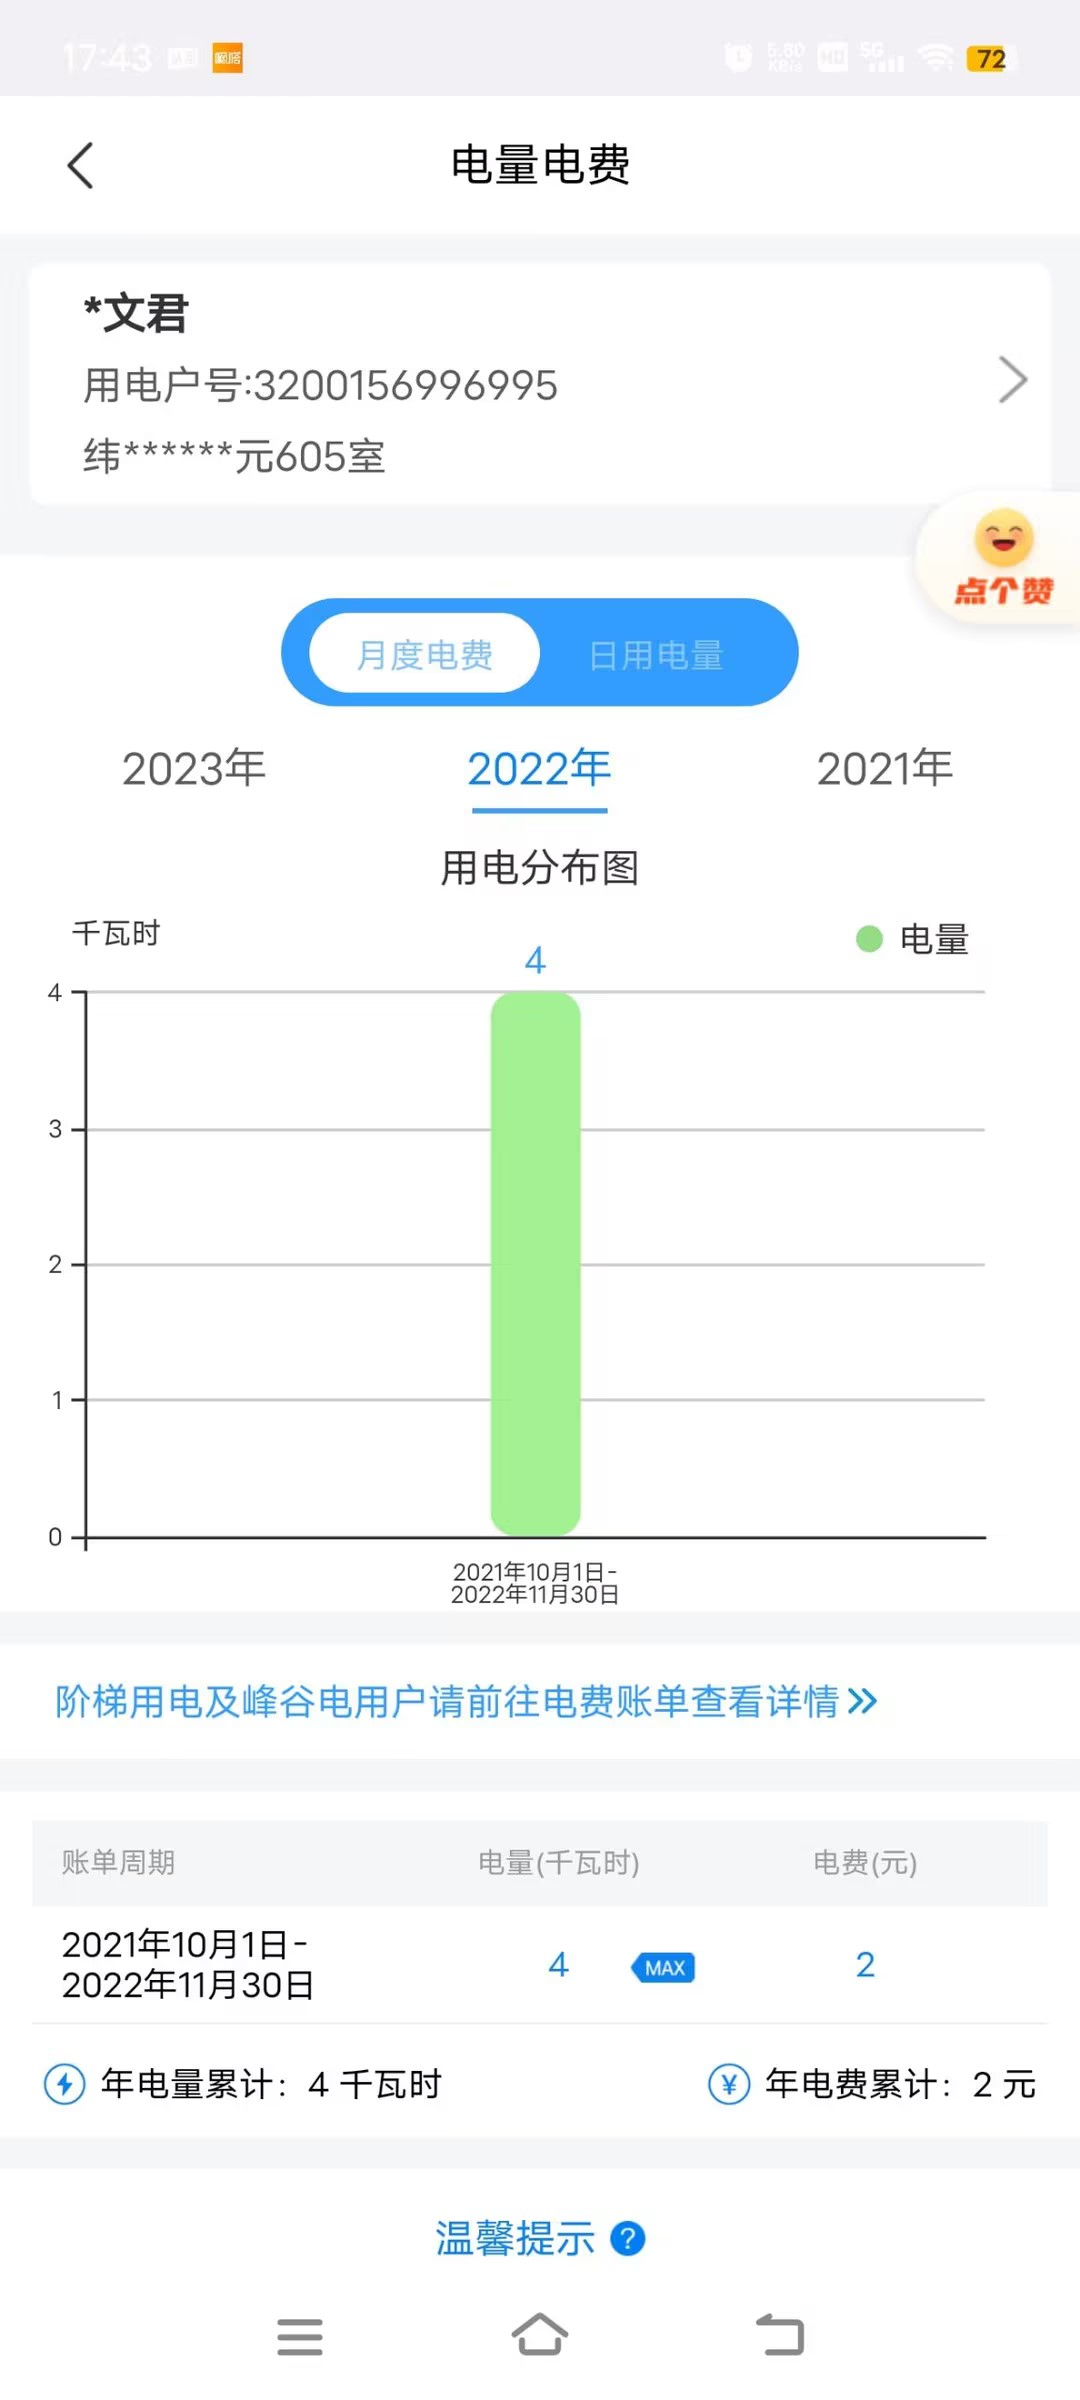 17:43
5.80
KB/s
HD
5G
72
电量电费
*文君
用电户号:3200156996995
纬******元605室
点个赞
月度电费 日用电量
2023年 2022年 2021年
用电分布图
千瓦时 电量
4
4
3
2
1
0
2021年10月1日-
2022年11月30日
阶梯用电及峰谷电用户请前往电费账单查看详情
账单周期 电量(千瓦时) 电费(元)
2021年10月1日-
2022年11月30日
4 MAX 2
年电量累计：4 千瓦时 年电费累计：2 元
温馨提示 ?